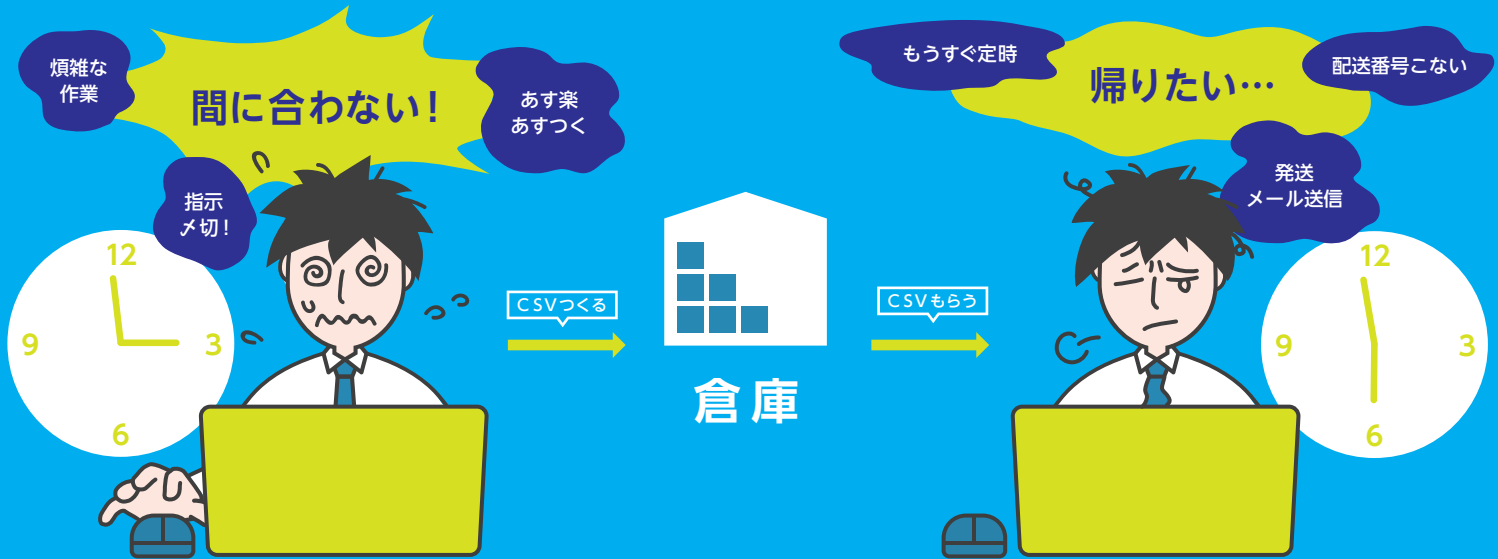 煩雑な
作業
間に合わない！
あす楽
あすつく
指示
〆切！
12
3
6
9
CSVつくる
倉庫
CSVもらう
もうすぐ定時
帰りたい…
配送番号こない
発送
メール送信
12
3
6
9